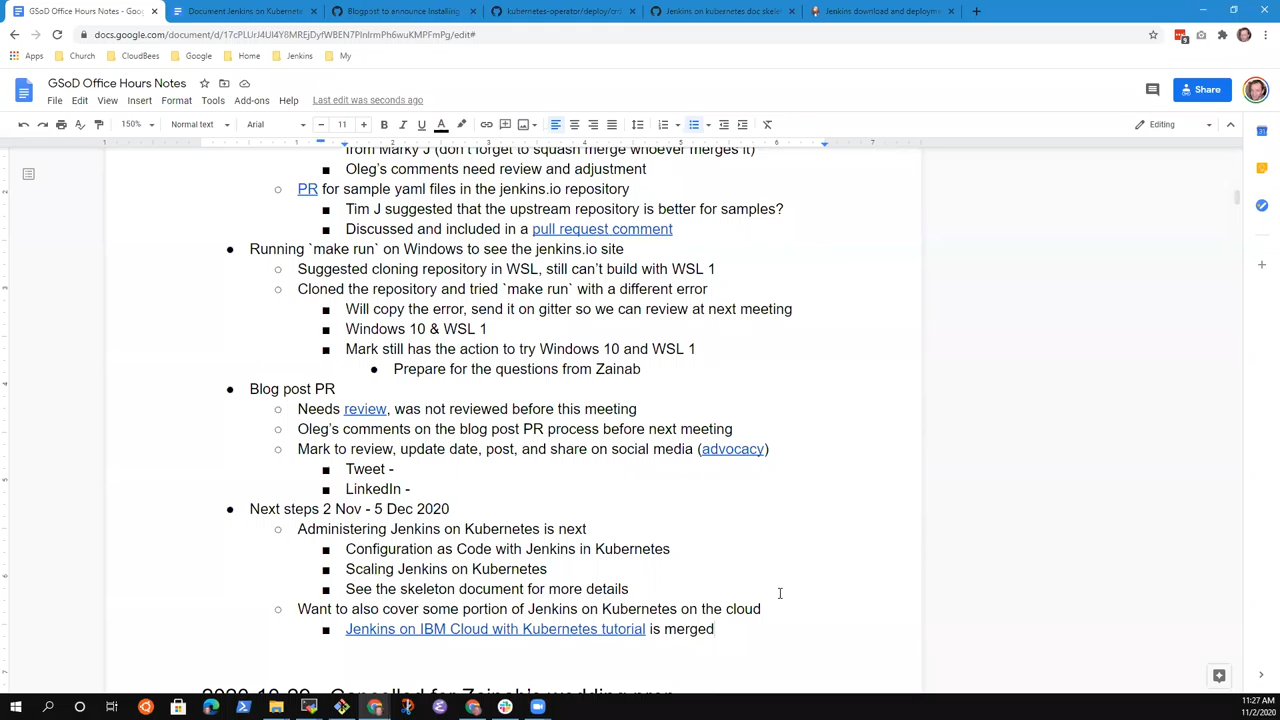 GSoD Office Hours Notes - Goo
Document Jenkins on Kubernete
Blogpost to announce Installing
kubernetes-operator/deploy/crd
Jenkins on kubernetes doc skele
Jenkins download and deployme
docs.google.com/document/d/17cPLUrJ4Ul4Y8MREjDyfWBEN7PlnlrmPh6wuKMPFmPg/edit#
Apps Church CloudBees Google Home Jenkins My
GSoD Office Hours Notes
File Edit View Insert Format Tools Add-ons Help Last edit was seconds ago
Share
150% Normal text Arial 11 Editing
from Marky J (don't forget to squash merge whoever merges it)
Oleg's comments need review and adjustment
PR for sample yaml files in the jenkins.io repository
Tim J suggested that the upstream repository is better for samples?
Discussed and included in a pull request comment
Running `make run` on Windows to see the jenkins.io site
Suggested cloning repository in WSL, still can't build with WSL 1
Cloned the repository and tried `make run` with a different error
Will copy the error, send it on gitter so we can review at next meeting
Windows 10 & WSL 1
Mark still has the action to try Windows 10 and WSL 1
Prepare for the questions from Zainab
Blog post PR
Needs review, was not reviewed before this meeting
Oleg's comments on the blog post PR process before next meeting
Mark to review, update date, post, and share on social media (advocacy)
Tweet -
LinkedIn -
Next steps 2 Nov - 5 Dec 2020
Administering Jenkins on Kubernetes is next
Configuration as Code with Jenkins in Kubernetes
Scaling Jenkins on Kubernetes
See the skeleton document for more details
Want to also cover some portion of Jenkins on Kubernetes on the cloud
Jenkins on IBM Cloud with Kubernetes tutorial is merged
2020-10-29 - Cancelled for Zainab's wedding prep
11:27 AM
11/2/2020